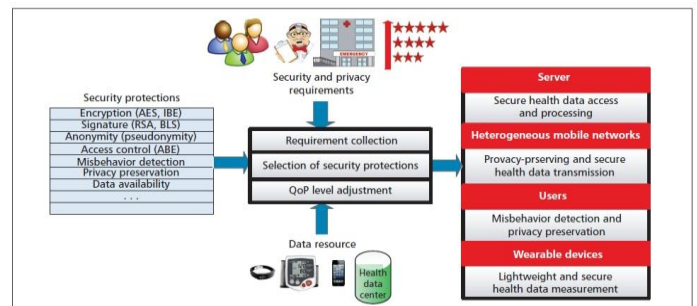 EMERGENCY
Security and privacy
requirements
Security protections
Encryption (AES, IBE)
Signature (RSA, BLS)
Anonymity (pseudonymity)
Access control (ABE)
Misbehavior detection
Privacy preservation
Data availability
. . .
Requirement collection
Selection of security protections
QoP level adjustment
Data resource
Health
data
center
Server
Secure health data access
and processing
Heterogeneous mobile networks
Provacy-prserving and secure
health data transmission
Users
Misbehavior detection and
privacy preservation
Wearable devices
Lightweight and secure
health data measurement